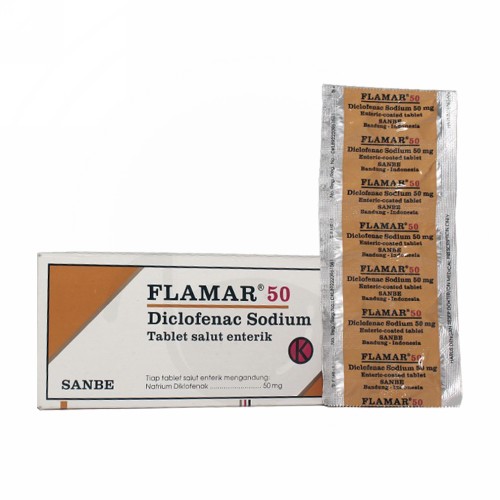 FLAMAR® 50
Diclofenac Sodium
Tablet salut enterik
K
SANBE
Tiap tablet salut enterik mengandung:
Natrium Diklofenak ..................... 50 mg
FLAMAR® 50
Diclofenac Sodium 50 mg
Enteric-coated tablet
SANBE
Bandung - Indonesia
FLAMAR® 50
Diclofenac Sodium 50 mg
Enteric-coated tablet
SANBE
Bandung - Indonesia
FLAMAR® 50
Diclofenac Sodium 50 mg
Enteric-coated tablet
SANBE
Bandung - Indonesia
FLAMAR® 50
Diclofenac Sodium 50 mg
Enteric-coated tablet
SANBE
Bandung - Indonesia
FLAMAR® 50
Diclofenac Sodium 50 mg
Enteric-coated tablet
SANBE
Bandung - Indonesia
FLAMAR® 50
Diclofenac Sodium 50 mg
Enteric-coated tablet
SANBE
Bandung - Indonesia
FLAMAR® 50
Diclofenac Sodium 50 mg
Enteric-coated tablet
SANBE
Bandung - Indonesia